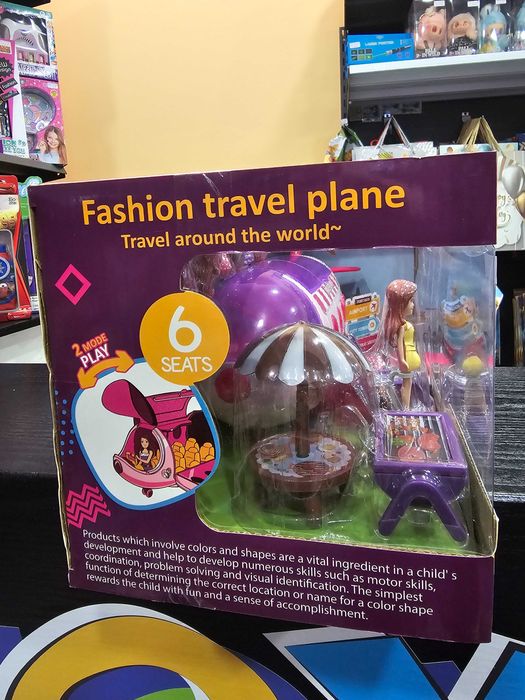 Fashion travel plane
Travel around the world~
2 MODE
PLAY
6
SEATS
AIRPORT
Products which involve colors and shapes are a vital ingredient in a child' s
development and help to develop numerous skills such as motor skills,
coordination, problem solving and visual identification. The simplest
function of determining the correct location or name for a color shape
rewards the child with fun and a sense of accomplishment.